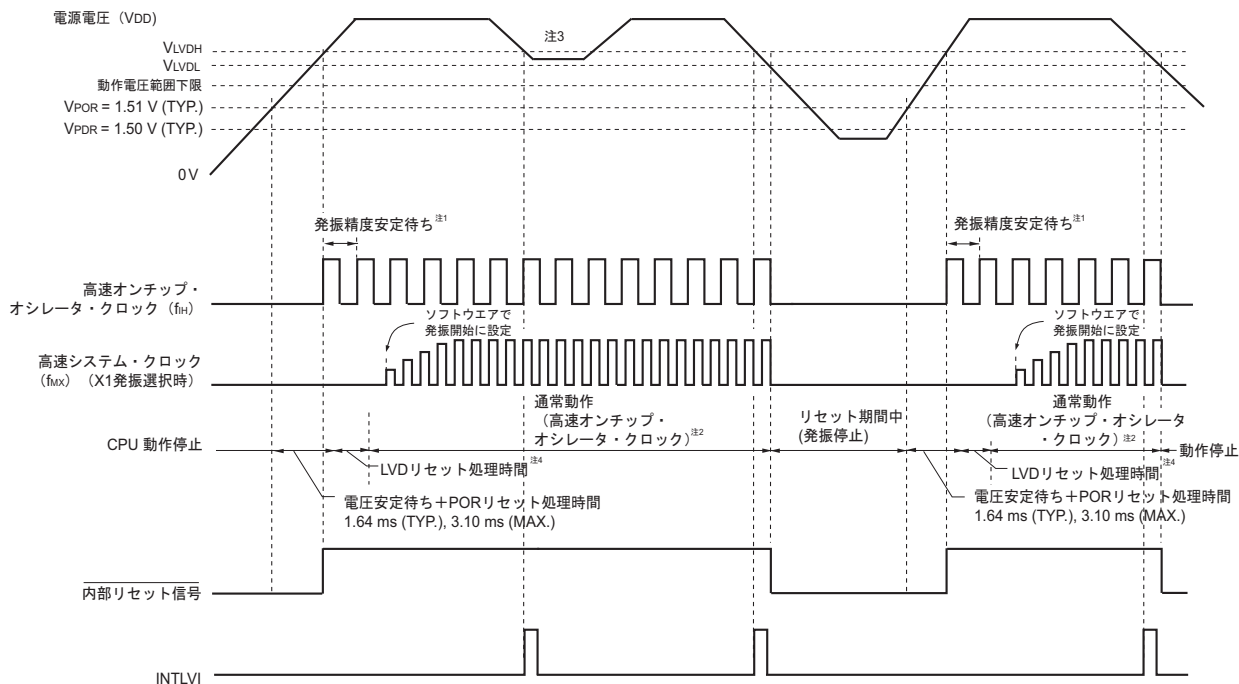 電源電圧（VDD）
注3
VLVDH
VLVDL
動作電圧範囲下限
VPOR = 1.51 V (TYP.)
VPDR = 1.50 V (TYP.)
0 V
発振精度安定待ち注1
発振精度安定待ち注1
高速オンチップ・
オシレータ・クロック（fIH）
ソフトウエアで
発振開始に設定
ソフトウエアで
発振開始に設定
高速システム・クロック
（fMX）（X1発振選択時）
通常動作
（高速オンチップ・
オシレータ・クロック）注2
リセット期間中
(発振停止)
通常動作
（高速オンチップ・オシレータ
・クロック）注2
CPU 動作停止
動作停止
LVDリセット処理時間注4
LVDリセット処理時間注4
電圧安定待ち＋PORリセット処理時間
1.64 ms (TYP.), 3.10 ms (MAX.)
電圧安定待ち＋PORリセット処理時間
1.64 ms (TYP.), 3.10 ms (MAX.)
内部リセット信号
INTLVI